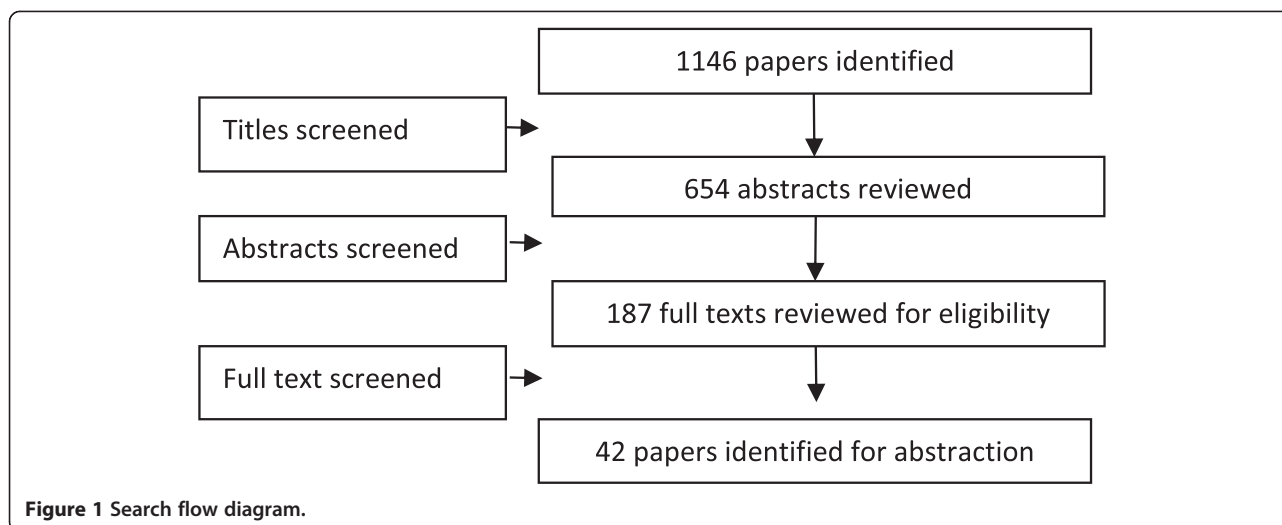 1146 papers identified
Titles screened
654 abstracts reviewed
Abstracts screened
187 full texts reviewed for eligibility
Full text screened
42 papers identified for abstraction
Figure 1 Search flow diagram.